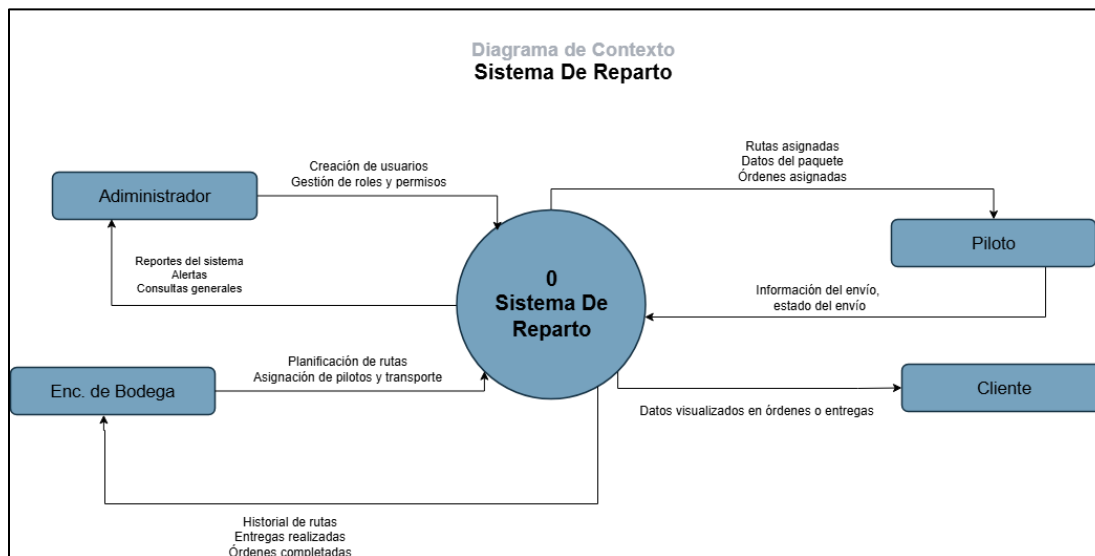 Diagrama de Contexto
Sistema De Reparto
Creación de usuarios
Gestión de roles y permisos
Adiministrador
Reportes del sistema
Alertas
Consultas generales
Rutas asignadas
Datos del paquete
Órdenes asignadas
Piloto
Información del envío,
estado del envío
0
Sistema De
Reparto
Planificación de rutas
Asignación de pilotos y transporte
Enc. de Bodega
Cliente
Datos visualizados en órdenes o entregas
Historial de rutas
Entregas realizadas
Órdenes completadas